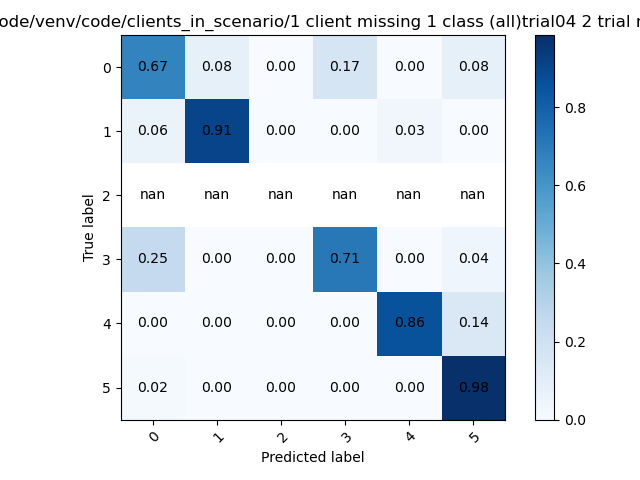 ode/venv/code/clients_in_scenario/1 client missing 1 class (all)trial04 2 trial
0 0.67 0.08 0.00 0.17 0.00 0.08
1 0.06 0.91 0.00 0.00 0.03 0.00
2 nan nan nan nan nan nan
3 0.25 0.00 0.00 0.71 0.00 0.04
4 0.00 0.00 0.00 0.00 0.86 0.14
5 0.02 0.00 0.00 0.00 0.00 0.98
0 1 2 3 4 5
Predicted label
True label
0.8
0.6
0.4
0.2
0.0